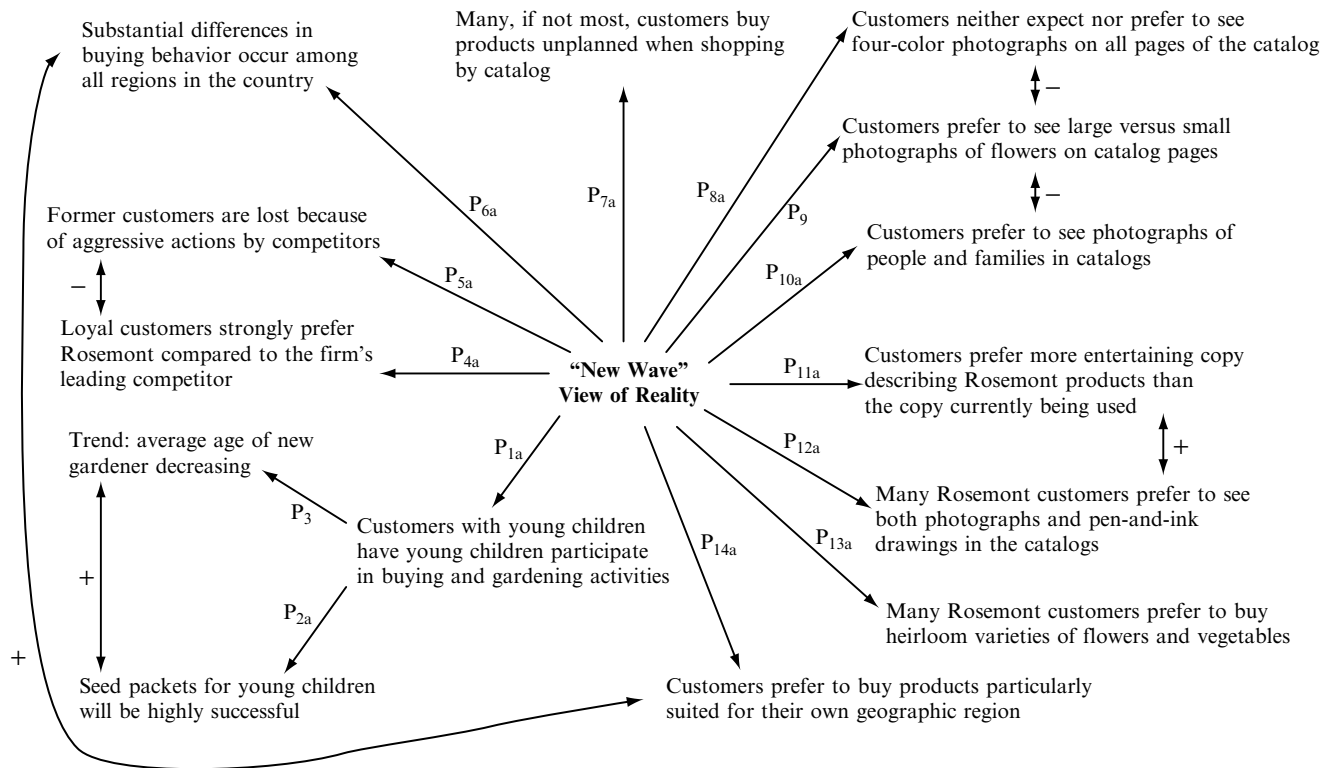 Substantial differences in
buying behavior occur among
all regions in the country
Many, if not most, customers buy
products unplanned when shopping
by catalog
Customers neither expect nor prefer to see
four-color photographs on all pages of the catalog
–
Customers prefer to see large versus small
photographs of flowers on catalog pages
–
Customers prefer to see photographs of
people and families in catalogs
P6a
P7a
P8a
P9
P10a
Former customers are lost because
of aggressive actions by competitors
P5a
–
Loyal customers strongly prefer
Rosemont compared to the firm's
leading competitor
P4a
“New Wave”
View of Reality
P11a
Customers prefer more entertaining copy
describing Rosemont products than
the copy currently being used
+
P12a
Many Rosemont customers prefer to see
both photographs and pen-and-ink
drawings in the catalogs
P13a
Many Rosemont customers prefer to buy
heirloom varieties of flowers and vegetables
P14a
Customers prefer to buy products particularly
suited for their own geographic region
P1a
Trend: average age of new
gardener decreasing
P3
Customers with young children
have young children participate
in buying and gardening activities
+
P2a
Seed packets for young children
will be highly successful
+